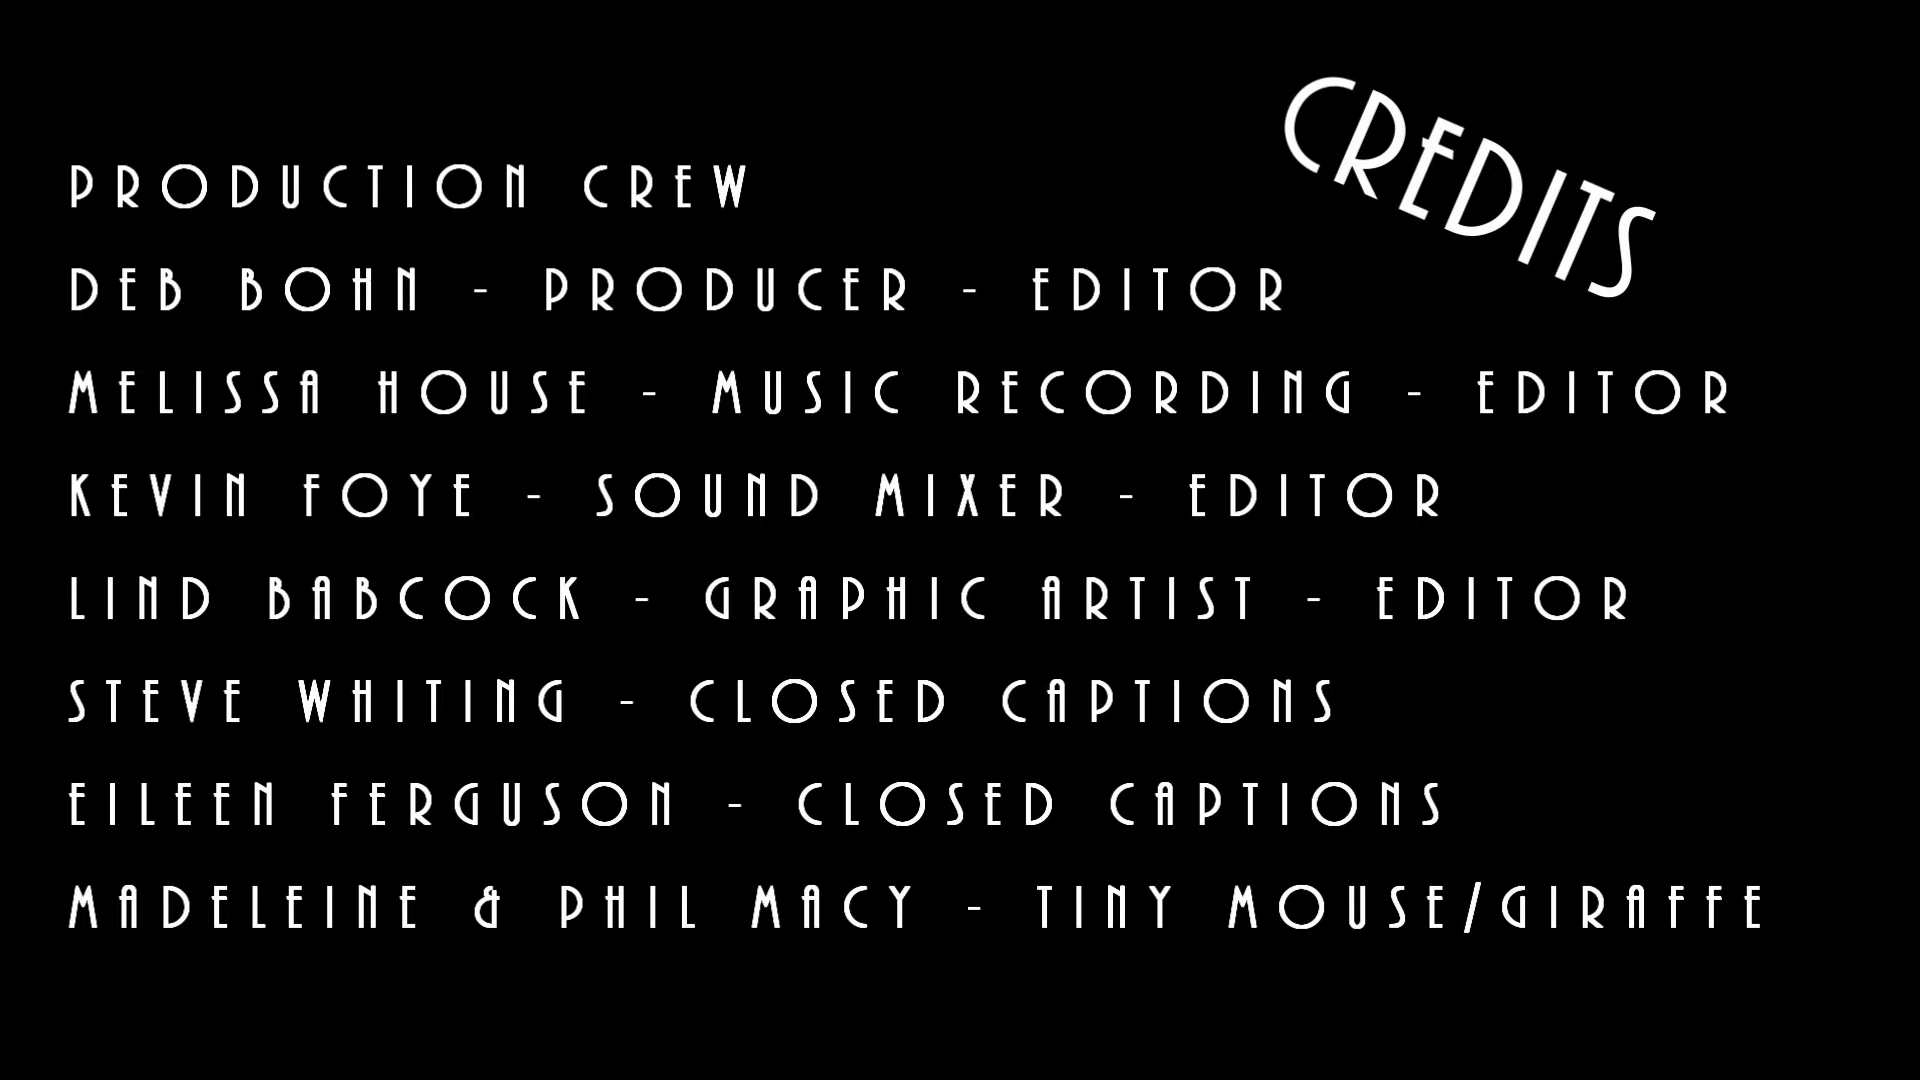 CREDITS
PRODUCTION CREW
DEB BOHN - PRODUCER - EDITOR
MELISSA HOUSE - MUSIC RECORDING - EDITOR
KEVIN FOYE - SOUND MIXER - EDITOR
LIND BABCOCK - GRAPHIC ARTIST - EDITOR
STEVE WHITING - CLOSED CAPTIONS
EILEEN FERGUSON - CLOSED CAPTIONS
MADELEINE & PHIL MACY - TINY MOUSE/GIRAFFE